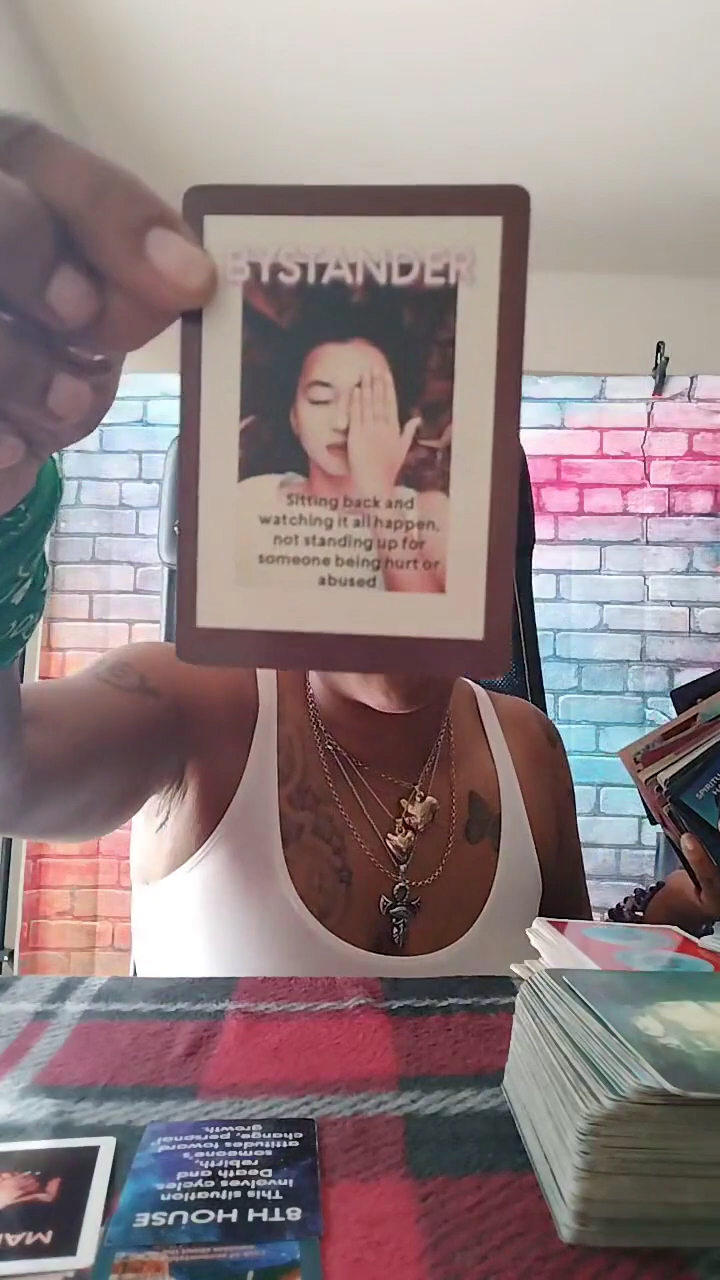 BYSTANDER
Sitting back and
watching it all happen,
not standing up for
someone being hurt or
abused
8TH HOUSE
This situation
involves cycles
Death and
rebirth,
someone's
attitudes toward
change, personal
growth.